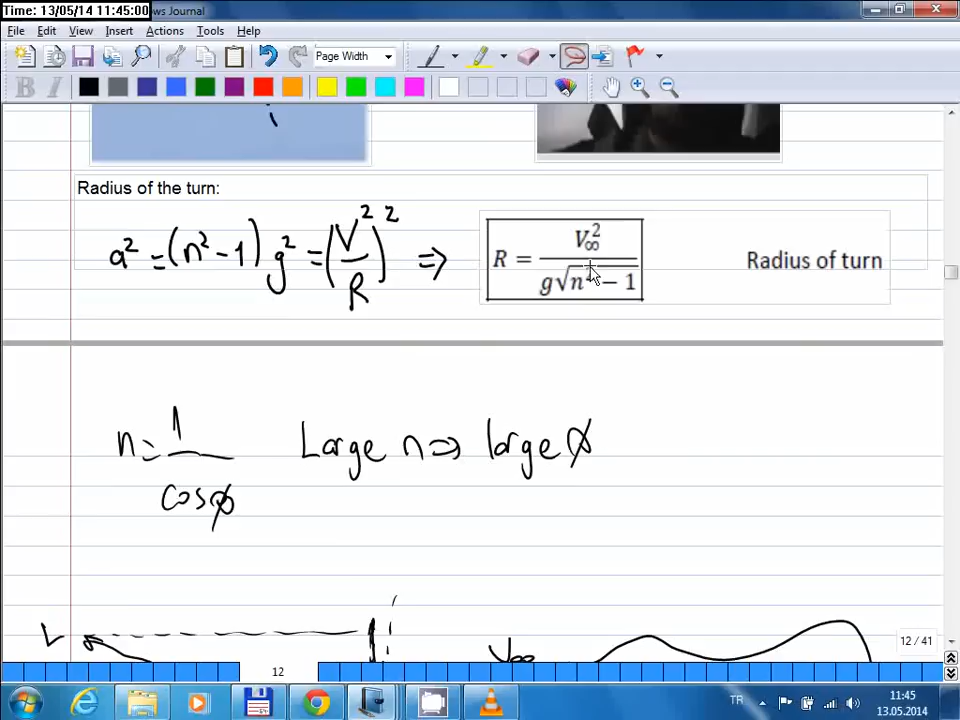 Time: 13/05/14 11:45:00
ws Journal
File Edit View Insert Actions Tools Help
Page Width
B I
Radius of the turn:
a² = (n² - 1) g² = (V²/R)² ⇒
R = V∞² / g√n² − 1
Radius of turn
n = 1/cosφ Large n ⇒ large φ
V
V∞
12 / 41
12
TR
11:45
13.05.2014